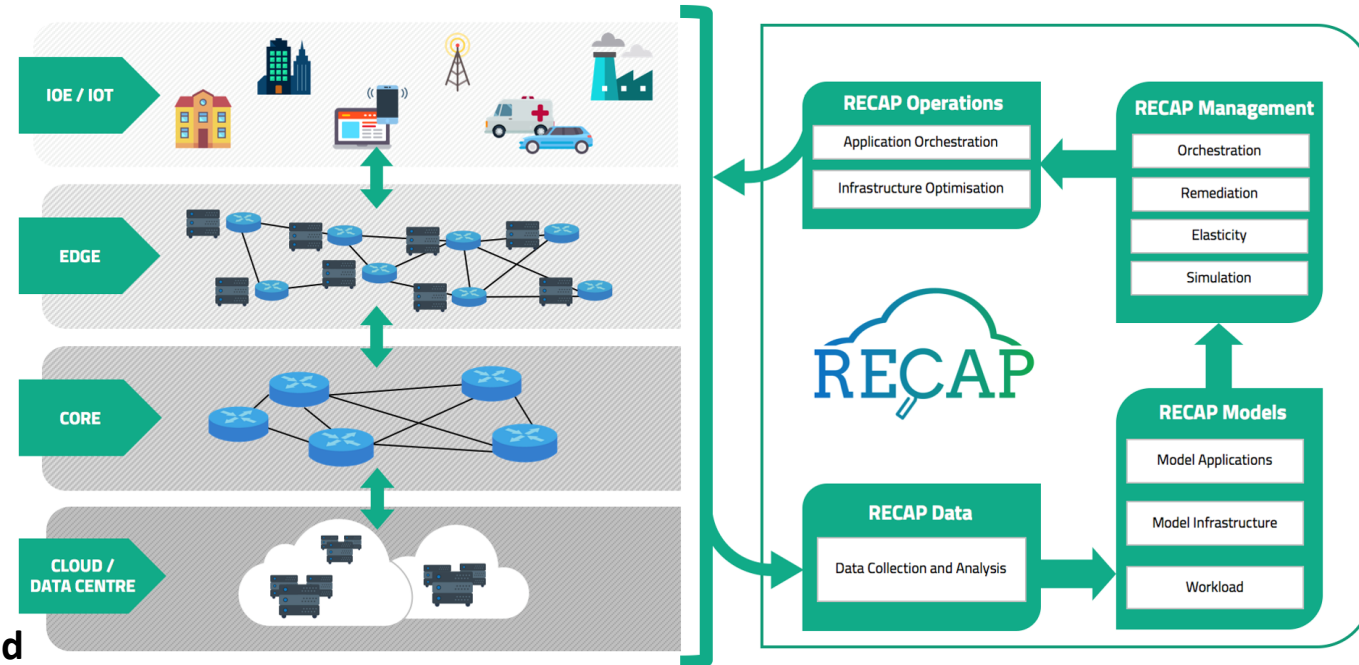 IOE / IOT
EDGE
CORE
CLOUD /
DATA CENTRE
d
RECAP Operations
Application Orchestration
Infrastructure Optimisation
RECAP Management
Orchestration
Remediation
Elasticity
Simulation
RECAP
RECAP Data
Data Collection and Analysis
RECAP Models
Model Applications
Model Infrastructure
Workload